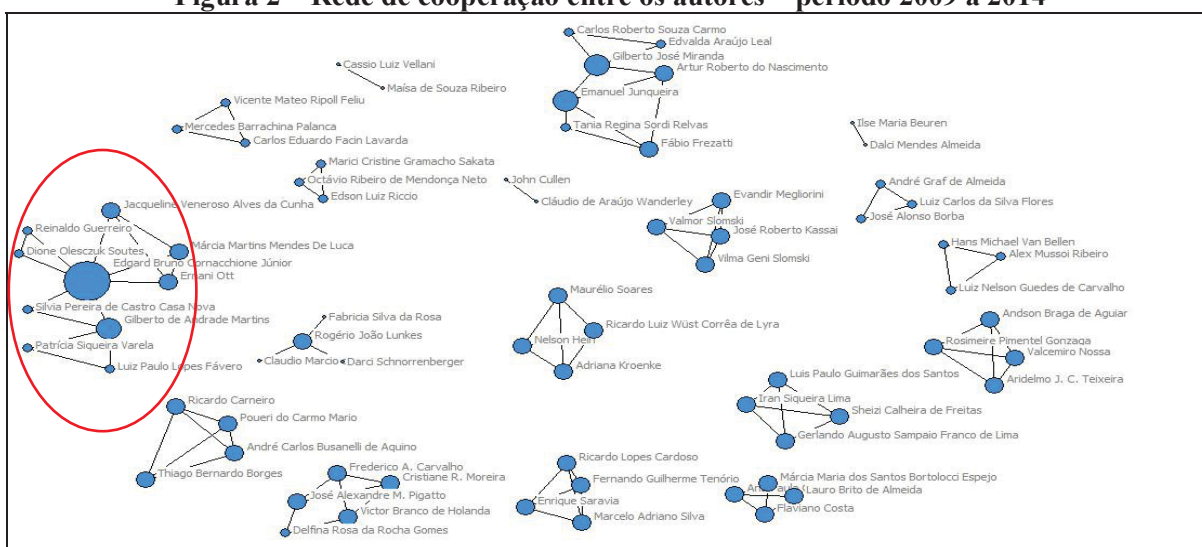 Figura 2 – Rede de cooperação entre os autores – período 2009 a 2014
Carlos Roberto Souza Carmo
Edvalda Araújo Leal
Gilberto José Miranda
Artur Roberto do Nascimento
Emanuel Junqueira
Tania Regina Sordi Relvas
Fábio Frezatti
Cassio Luiz Vellani
Maísa de Souza Ribeiro
Vicente Mateo Ripoll Feliu
Mercedes Barrachina Palanca
Carlos Eduardo Facin Lavarda
Ilse Maria Beuren
Dalci Mendes Almeida
Marici Cristine Gramacho Sakata
Octávio Ribeiro de Mendonça Neto
Edson Luiz Riccio
John Cullen
Cláudio de Araújo Wanderley
André Graf de Almeida
Luiz Carlos da Silva Flores
José Alonso Borba
Evandir Megliorini
Valmor Slomski
José Roberto Kassai
Vilma Geni Slomski
Jacqueline Veneroso Alves da Cunha
Reinaldo Guerreiro
Márcia Martins Mendes De Luca
Dione Olesczuk Soutes
Edgard Bruno Cornacchione Júnior
Ernani Ott
Silvia Pereira de Castro Casa Nova
Gilberto de Andrade Martins
Patrícia Siqueira Varela
Luiz Paulo Lopes Fávero
Hans Michael Van Bellen
Alex Mussoi Ribeiro
Luiz Nelson Guedes de Carvalho
Maurélio Soares
Ricardo Luiz Wüst Corrêa de Lyra
Nelson Hein
Adriana Kroenke
Fabricia Silva da Rosa
Rogério João Lunkes
Claudio Marcio
Darci Schnorrenberger
Andson Braga de Aguiar
Rosimeire Pimentel Gonzaga
Valcemiro Nossa
Aridelmo J. C. Teixeira
Luis Paulo Guimarães dos Santos
Iran Siqueira Lima
Sheizi Calheira de Freitas
Gerlando Augusto Sampaio Franco de Lima
Ricardo Carneiro
Poueri do Carmo Mario
André Carlos Busanelli de Aquino
Thiago Bernardo Borges
Frederico A. Carvalho
Cristiane R. Moreira
José Alexandre M. Pigatto
Victor Branco de Holanda
Delfina Rosa da Rocha Gomes
Ricardo Lopes Cardoso
Fernando Guilherme Tenório
Enrique Saravia
Marcelo Adriano Silva
Márcia Maria dos Santos Bortolocci Espejo
Lauro Brito de Almeida
Flaviano Costa